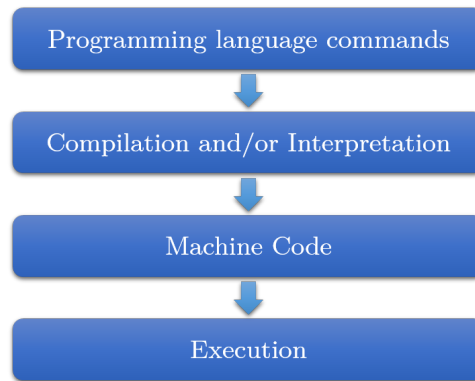 Programming language commands
Compilation and/or Interpretation
Machine Code
Execution